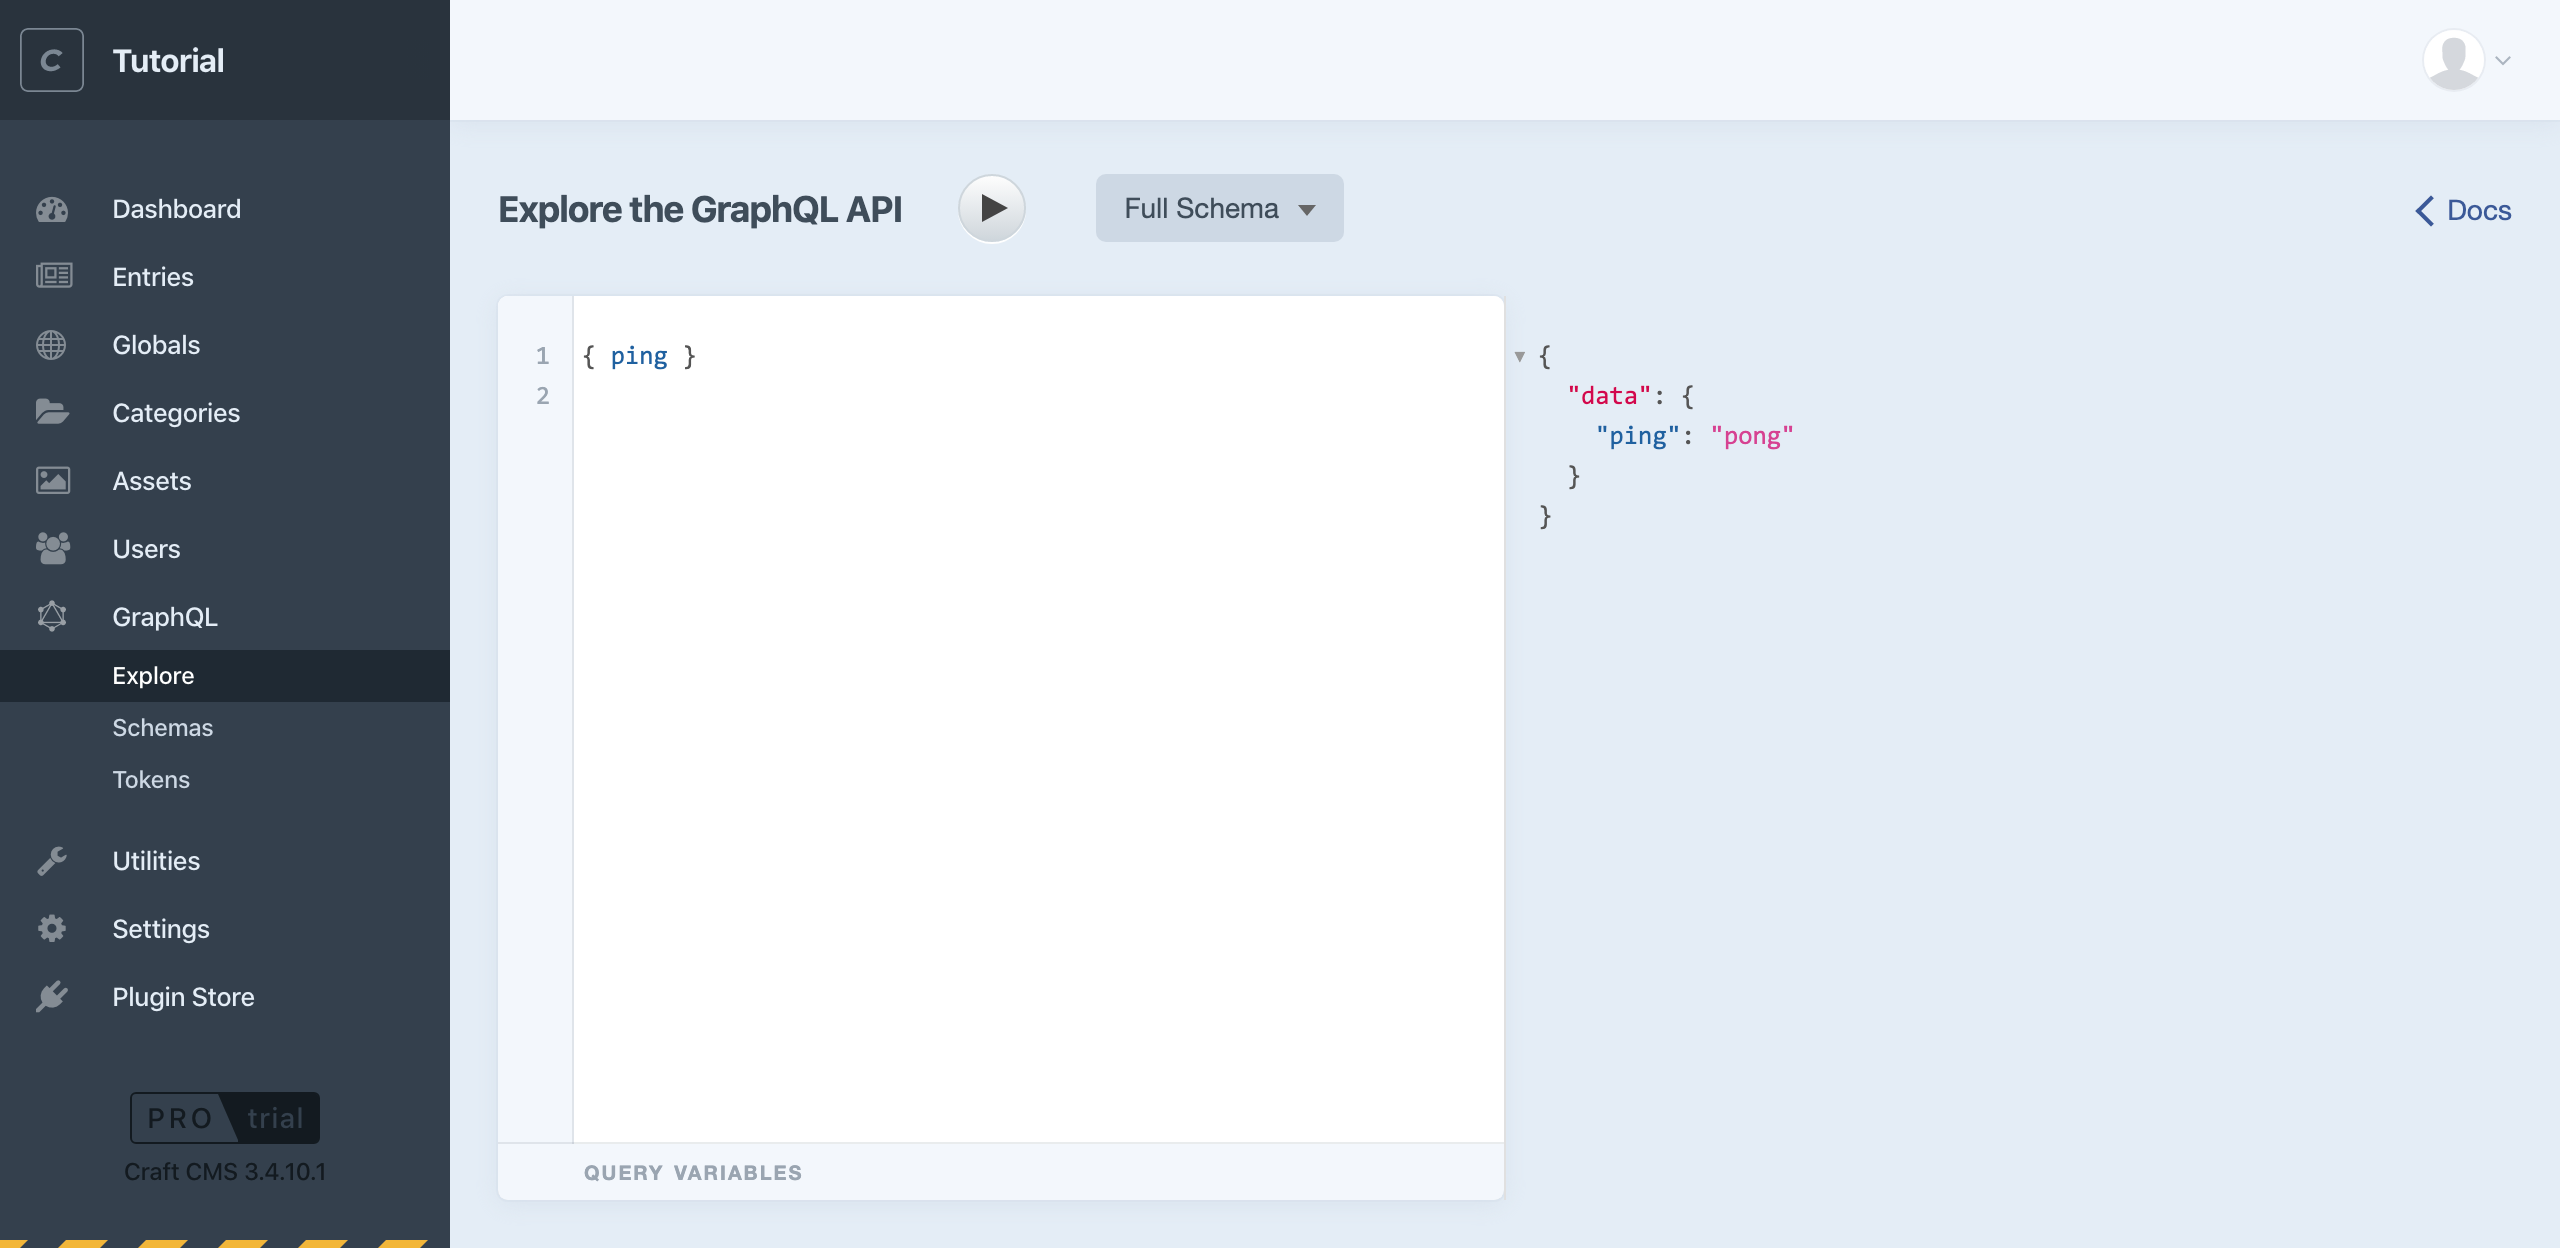 C Tutorial
Dashboard
Entries
Globals
Categories
Assets
Users
GraphQL
Explore
Schemas
Tokens
Utilities
Settings
Plugin Store
PRO trial
Craft CMS 3.4.10.1
Explore the GraphQL API
Full Schema
Docs
1 { ping }
2
QUERY VARIABLES
{
"data": {
"ping": "pong"
}
}